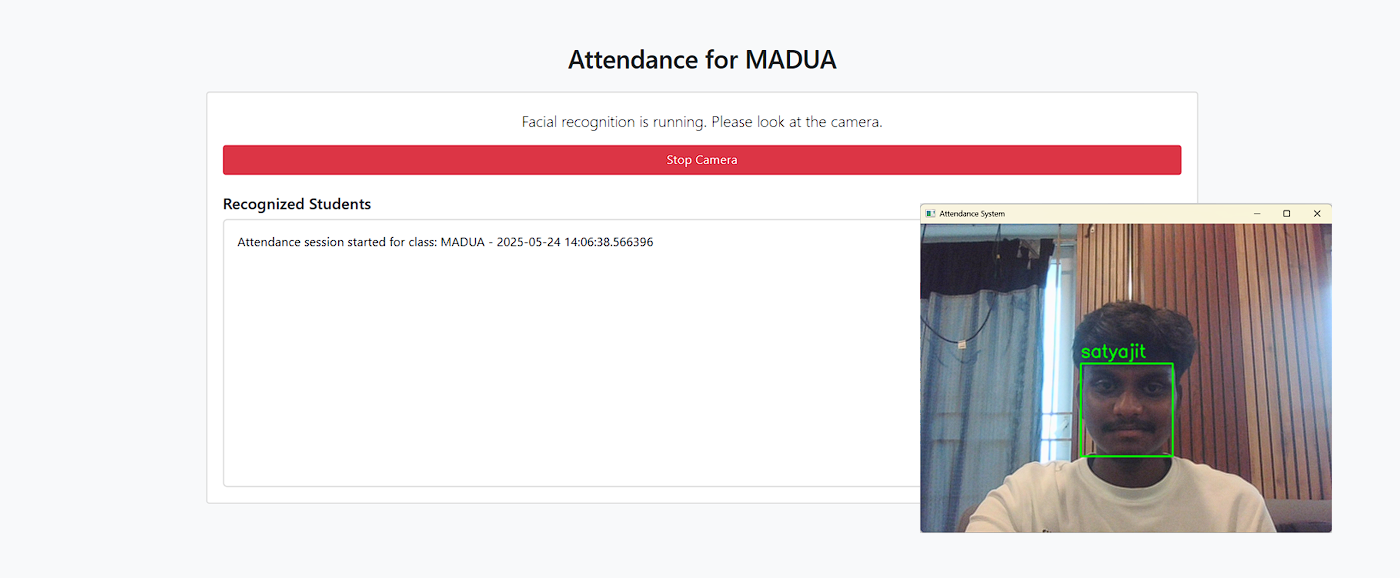 Attendance for MADUA
Facial recognition is running. Please look at the camera.
Stop Camera
Recognized Students
Attendance session started for class: MADUA - 2025-05-24 14:06:38.566396
Attendance System
satyajit